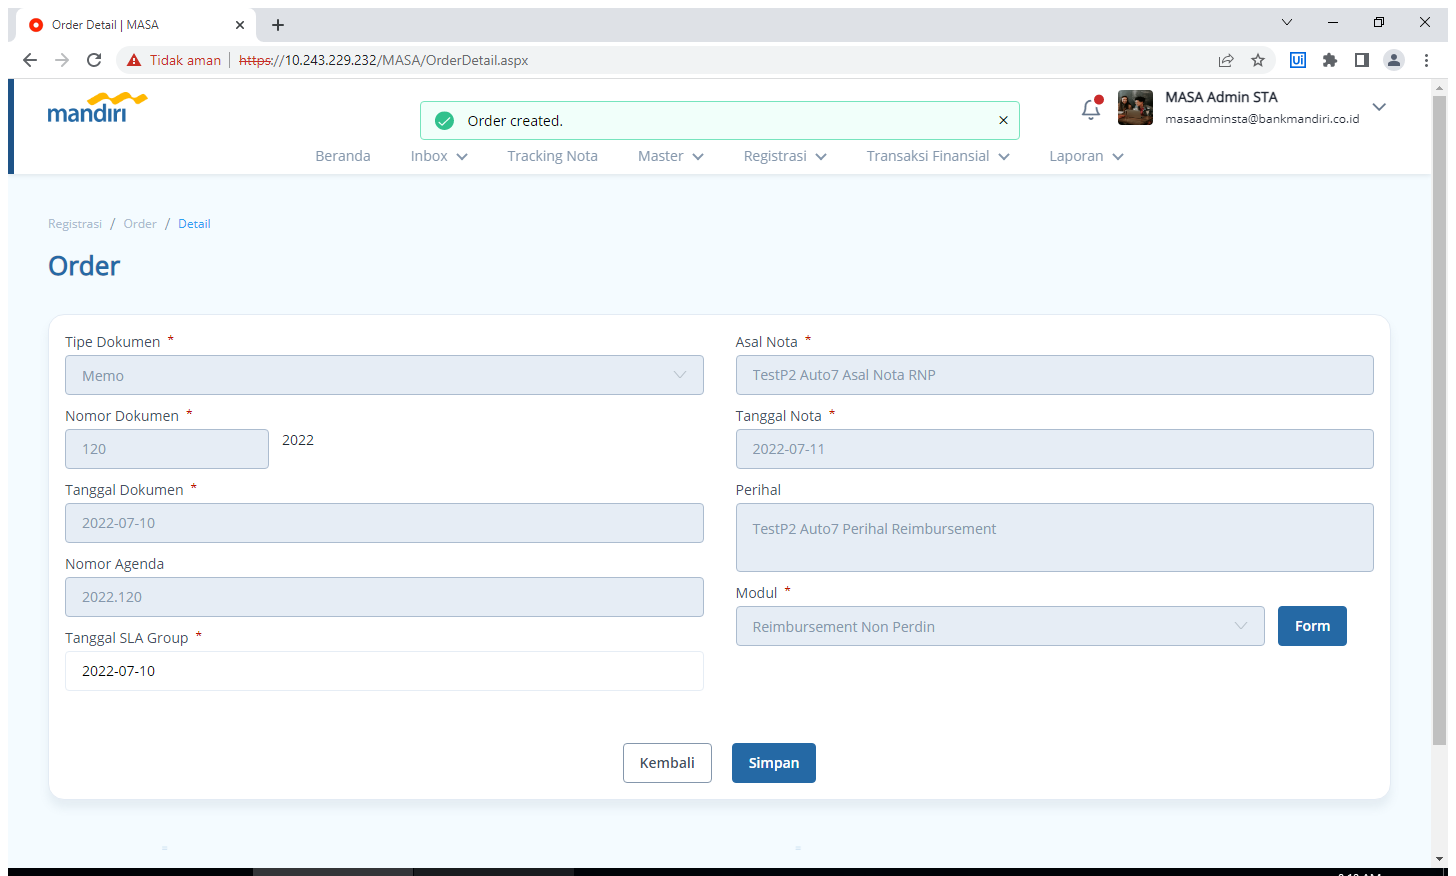 Order Detail | MASA
Tidak aman | https://10.243.229.232/MASA/OrderDetail.aspx
mandiri
Order created.
MASA Admin STA
masaadminsta@bankmandiri.co.id
Beranda Inbox Tracking Nota Master Registrasi Transaksi Finansial Laporan
Registrasi / Order / Detail
Order
Tipe Dokumen *
Memo
Nomor Dokumen *
120 2022
Tanggal Dokumen *
2022-07-10
Nomor Agenda
2022.120
Tanggal SLA Group *
2022-07-10
Asal Nota *
TestP2 Auto7 Asal Nota RNP
Tanggal Nota *
2022-07-11
Perihal
TestP2 Auto7 Perihal Reimbursement
Modul *
Reimbursement Non Perdin
Form
Kembali Simpan